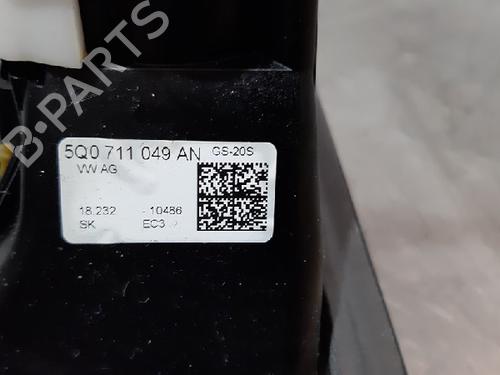 B-PARTS
5Q0 711 049 AN GS-20S
VW AG
18.232 -10486
SK EC3